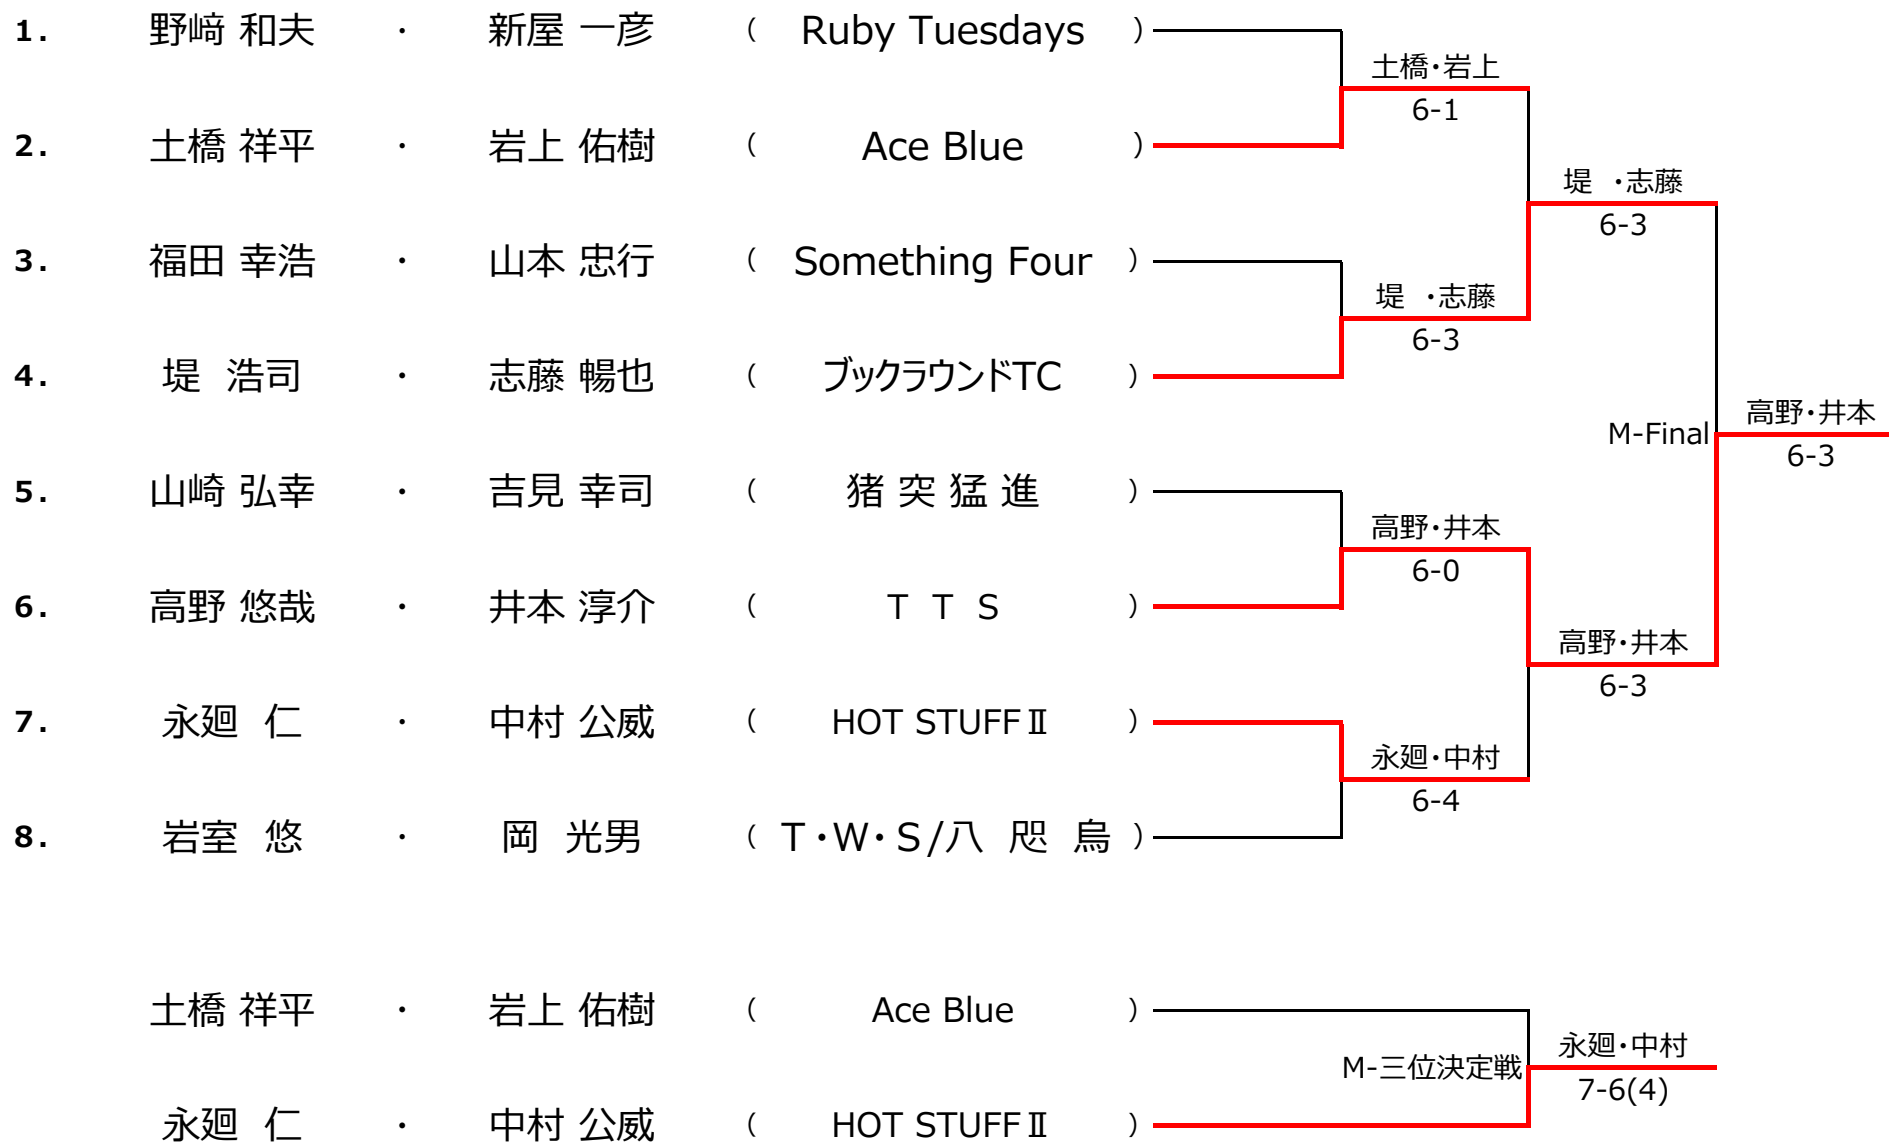 1. 野﨑 和夫 ・ 新屋 一彦 ( Ruby Tuesdays )
土橋・岩上
6-1
2. 土橋 祥平 ・ 岩上 佑樹 ( Ace Blue )
堤 ・志藤
6-3
3. 福田 幸浩 ・ 山本 忠行 ( Something Four )
堤 ・志藤
6-3
4. 堤 浩司 ・ 志藤 暢也 ( ブックラウンドTC )
高野・井本
M-Final
6-3
5. 山崎 弘幸 ・ 吉見 幸司 ( 猪 突 猛 進 )
高野・井本
6-0
6. 高野 悠哉 ・ 井本 淳介 ( T T S )
高野・井本
6-3
7. 永廻 仁 ・ 中村 公威 ( HOT STUFFⅡ )
永廻・中村
6-4
8. 岩室 悠 ・ 岡 光男 ( T・W・S/八 咫 烏 )
土橋 祥平 ・ 岩上 佑樹 ( Ace Blue )
永廻・中村
M-三位決定戦
7-6(4)
永廻 仁 ・ 中村 公威 ( HOT STUFFⅡ )